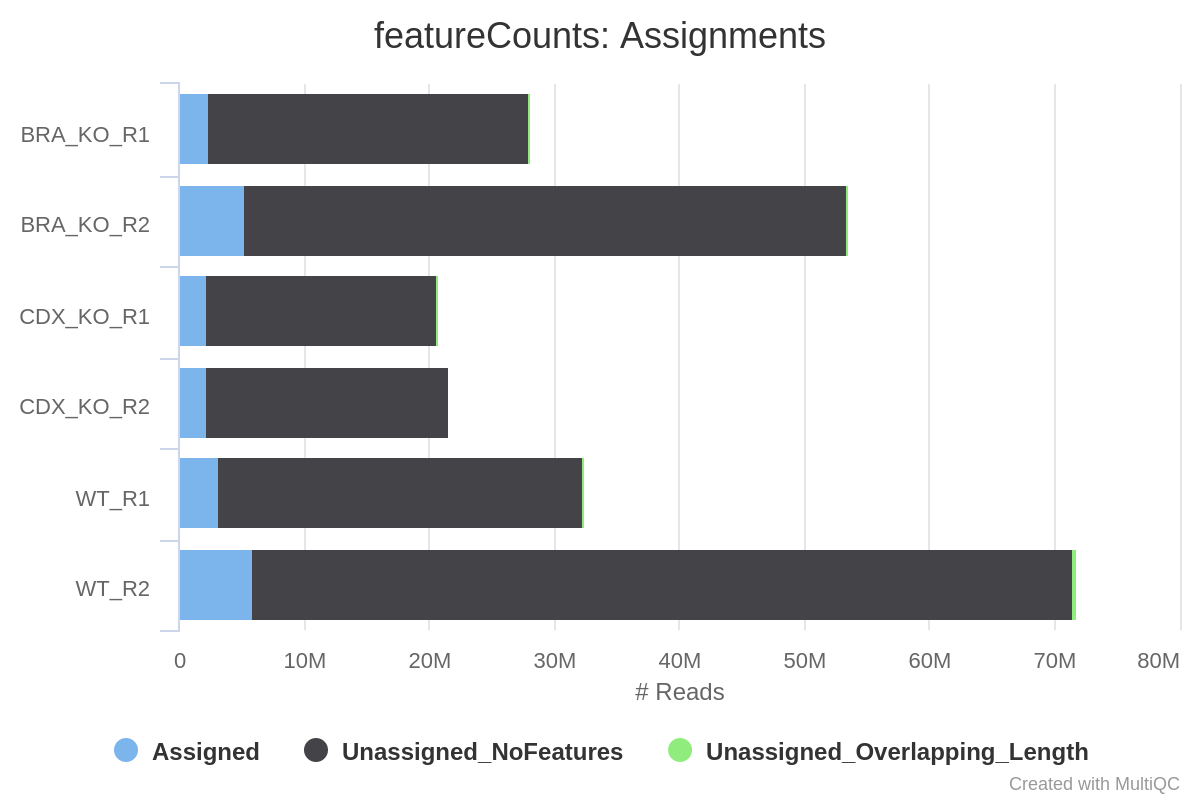 featureCounts: Assignments
BRA_KO_R1
BRA_KO_R2
CDX_KO_R1
CDX_KO_R2
WT_R1
WT_R2
0 10M 20M 30M 40M 50M 60M 70M 80M
# Reads
Assigned Unassigned_NoFeatures Unassigned_Overlapping_Length
Created with MultiQC